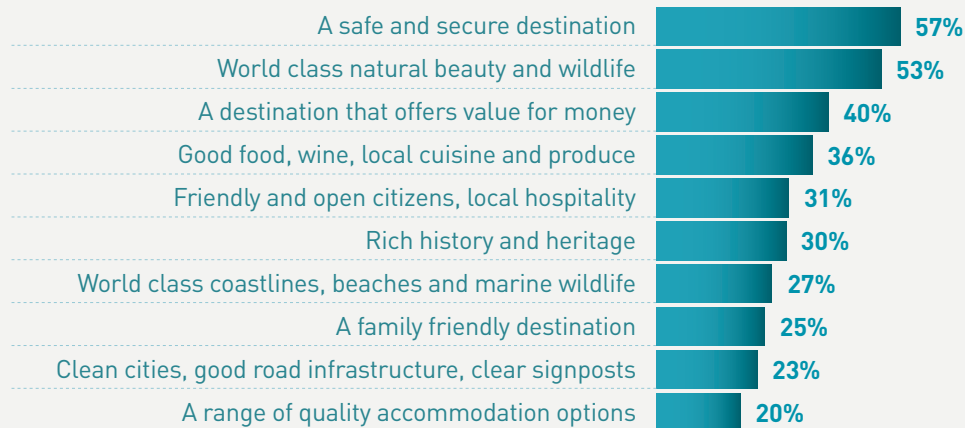 A safe and secure destination 57%
World class natural beauty and wildlife 53%
A destination that offers value for money 40%
Good food, wine, local cuisine and produce 36%
Friendly and open citizens, local hospitality 31%
Rich history and heritage 30%
World class coastlines, beaches and marine wildlife 27%
A family friendly destination 25%
Clean cities, good road infrastructure, clear signposts 23%
A range of quality accommodation options 20%